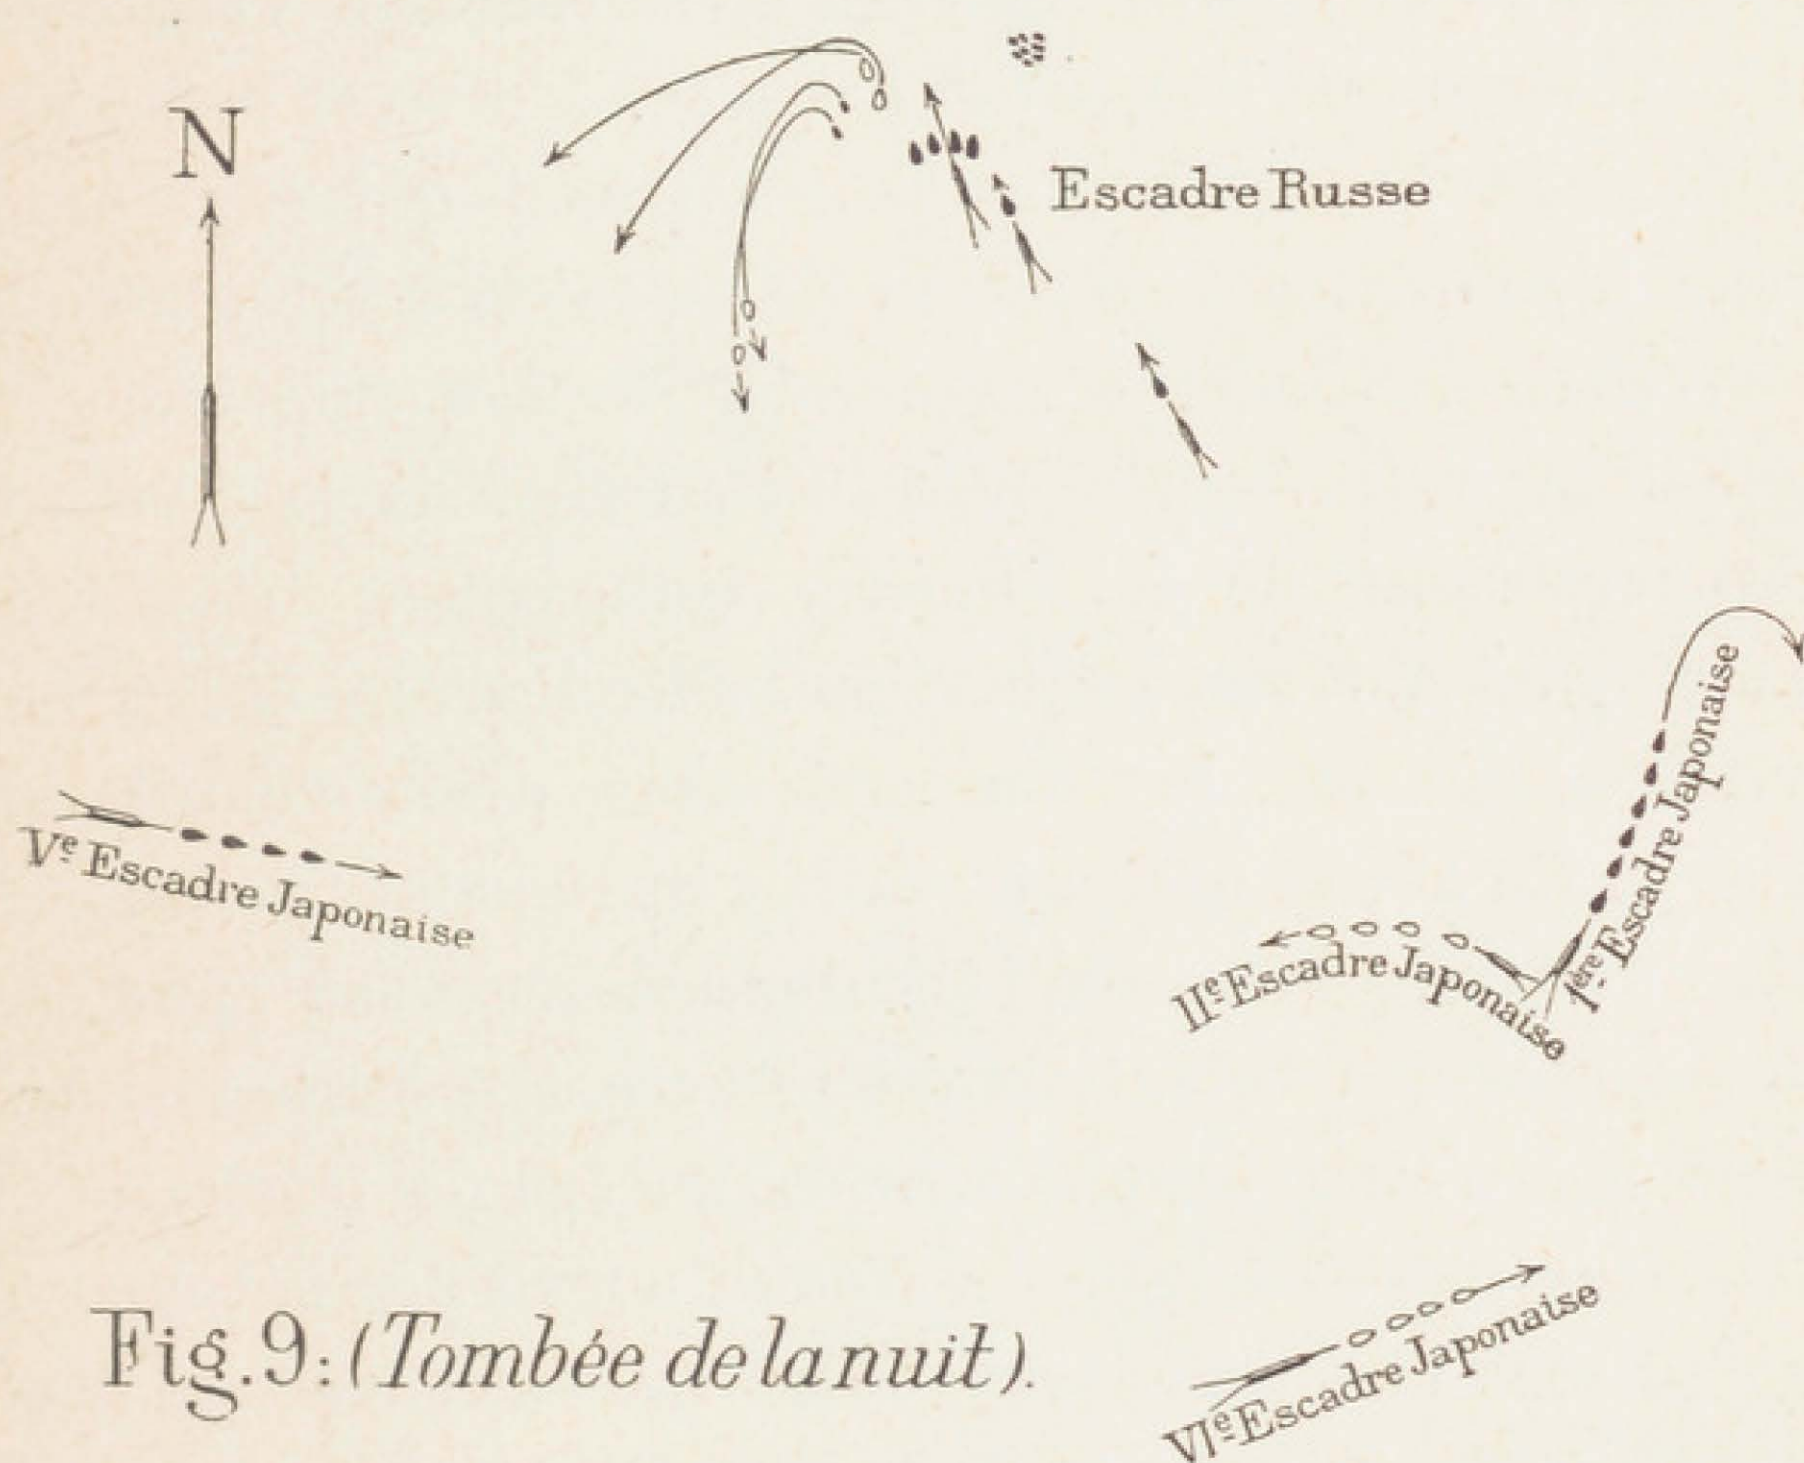 N
Escadre Russe
1ère Escadre Japonaise
Ve Escadre Japonaise
IIe Escadre Japonaise
VIe Escadre Japonaise
Fig. 9: (Tombée de la nuit).